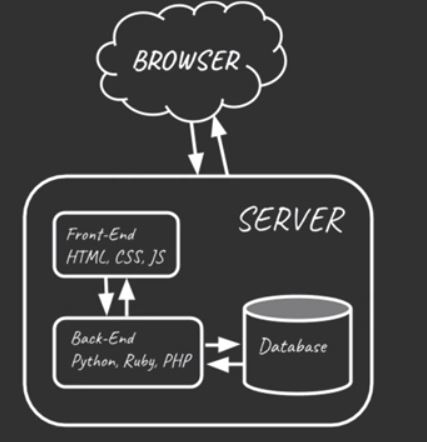 BROWSER
SERVER
Front-End
HTML, CSS, JS
Back-End
Python, Ruby, PHP
Database